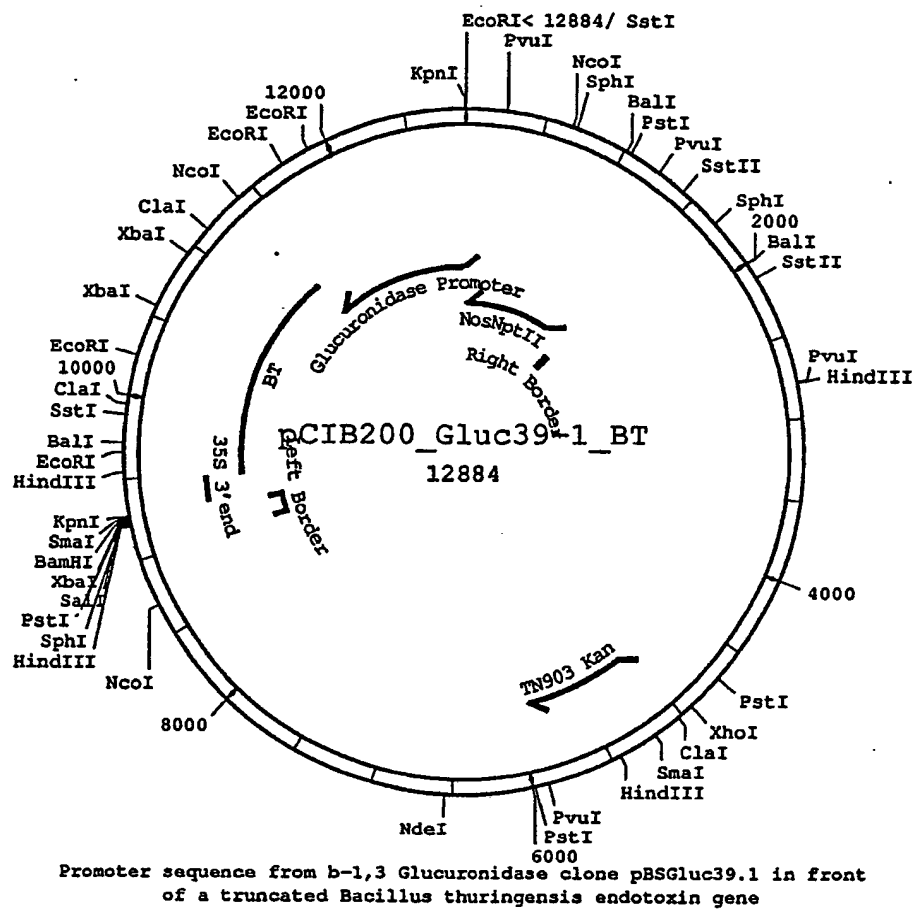 EcoRI< 12884/ SstI
PvuI
KpnI
NcoI
SphI
12000
EcoRI
EcoRI
BalI
PstI
PvuI
SstII
NcoI
ClaI
XbaI
SphI
2000
BalI
SstII
XbaI
Glucuronidase Promoter
NosNptII
Right Border
BT
EcoRI
10000
ClaI
SstI
PvuI
HindIII
BalI
EcoRI
HindIII
pCIB200_Gluc39-1_BT
12884
35S 3'end
Left Border
KpnI
SmaI
BamHI
XbaI
SalI
PstI
SphI
HindIII
NcoI
4000
TN903 Kan
PstI
XhoI
ClaI
SmaI
HindIII
8000
NdeI
PvuI
PstI
6000
Promoter sequence from b-1,3 Glucuronidase clone pBSGluc39.1 in front
of a truncated Bacillus thuringensis endotoxin gene